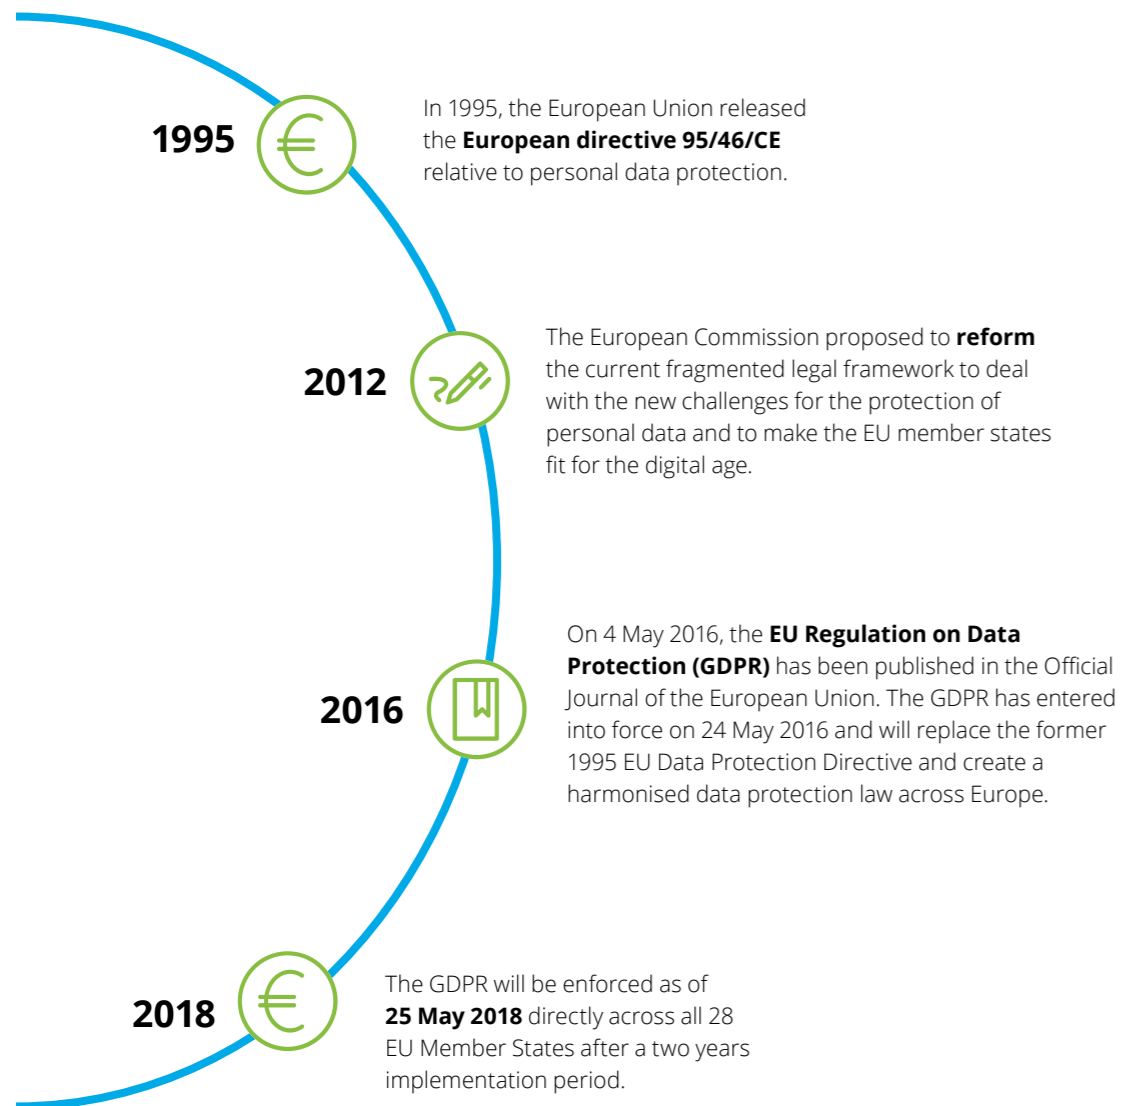 1995
In 1995, the European Union released
the European directive 95/46/CE
relative to personal data protection.
2012
The European Commission proposed to reform
the current fragmented legal framework to deal
with the new challenges for the protection of
personal data and to make the EU member states
fit for the digital age.
2016
On 4 May 2016, the EU Regulation on Data
Protection (GDPR) has been published in the Official
Journal of the European Union. The GDPR has entered
into force on 24 May 2016 and will replace the former
1995 EU Data Protection Directive and create a
harmonised data protection law across Europe.
2018
The GDPR will be enforced as of
25 May 2018 directly across all 28
EU Member States after a two years
implementation period.